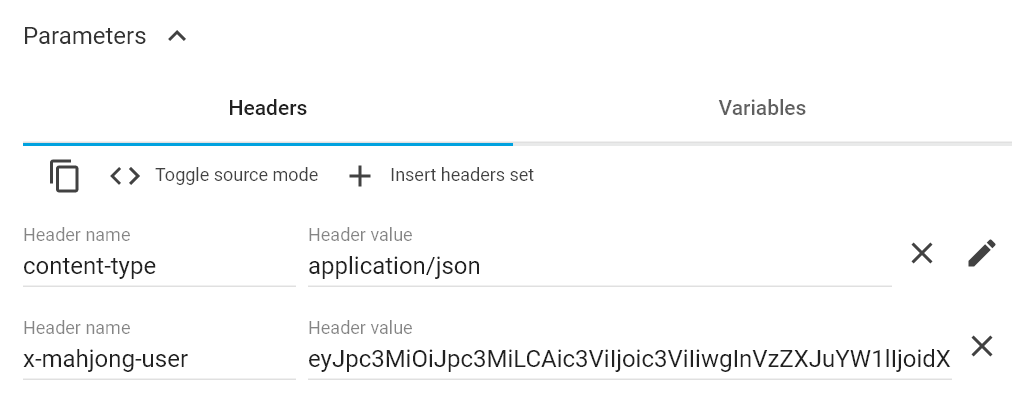 Parameters
Headers Variables
Toggle source mode Insert headers set
Header name Header value
content-type application/json
Header name Header value
x-mahjong-user eyJpc3MiOiJpc3MiLCAic3ViIjoic3ViIiwgInVzZXJuYW1lIjoidX